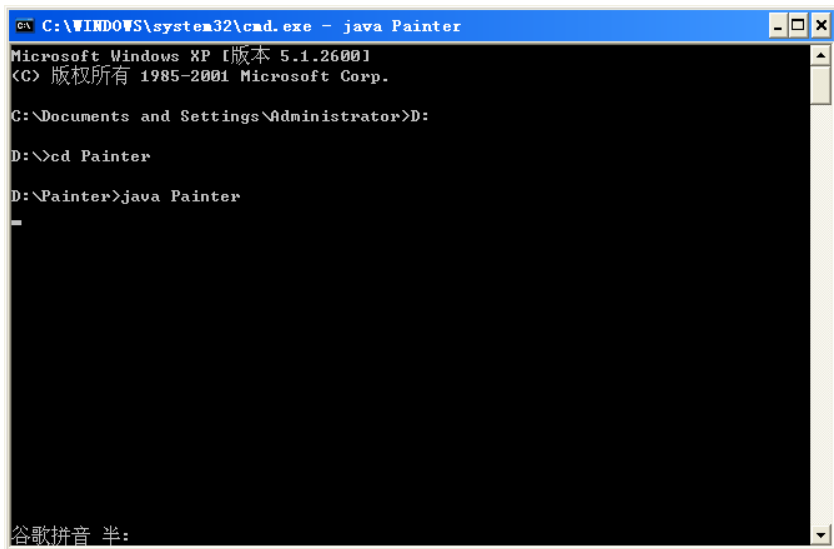 C:\WINDOWS\system32\cmd.exe - java Painter
Microsoft Windows XP [版本 5.1.2600]
(C) 版权所有 1985-2001 Microsoft Corp.
C:\Documents and Settings\Administrator>D:
D:\>cd Painter
D:\Painter>java Painter
谷歌拼音 半: